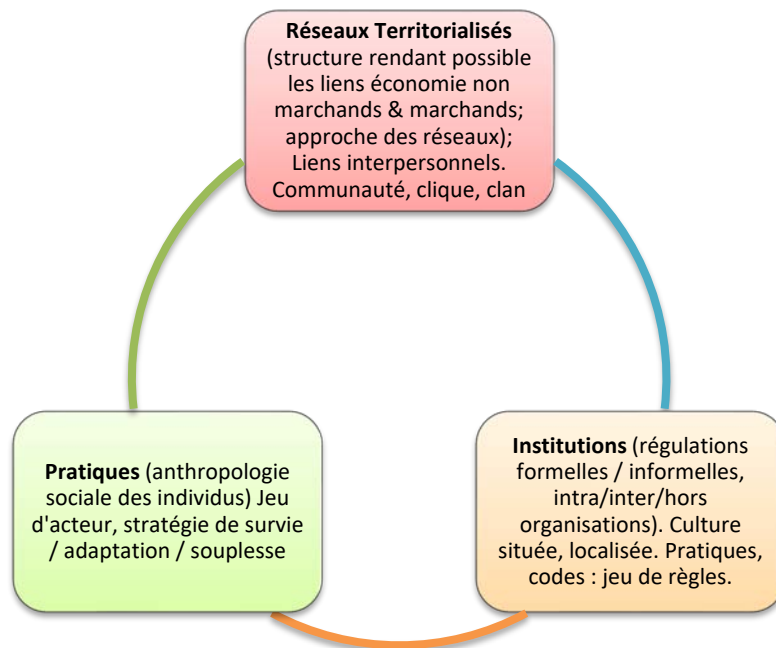 Réseaux Territorialisés
(structure rendant possible
les liens économie non
marchands & marchands;
approche des réseaux);
Liens interpersonnels.
Communauté, clique, clan
Pratiques (anthropologie
sociale des individus) Jeu
d'acteur, stratégie de survie
/ adaptation / souplesse
Institutions (régulations
formelles / informelles,
intra/inter/hors
organisations). Culture
située, localisée. Pratiques,
codes : jeu de règles.